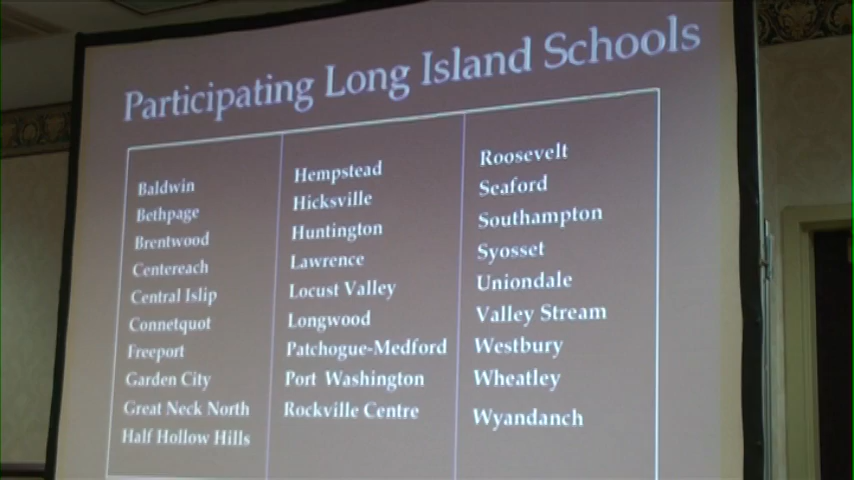 Participating Long Island Schools
Baldwin
Bethpage
Brentwood
Centereach
Central Islip
Connetquot
Freeport
Garden City
Great Neck North
Half Hollow Hills
Hempstead
Hicksville
Huntington
Lawrence
Locust Valley
Longwood
Patchogue-Medford
Port Washington
Rockville Centre
Roosevelt
Seaford
Southampton
Syosset
Uniondale
Valley Stream
Westbury
Wheatley
Wyandanch